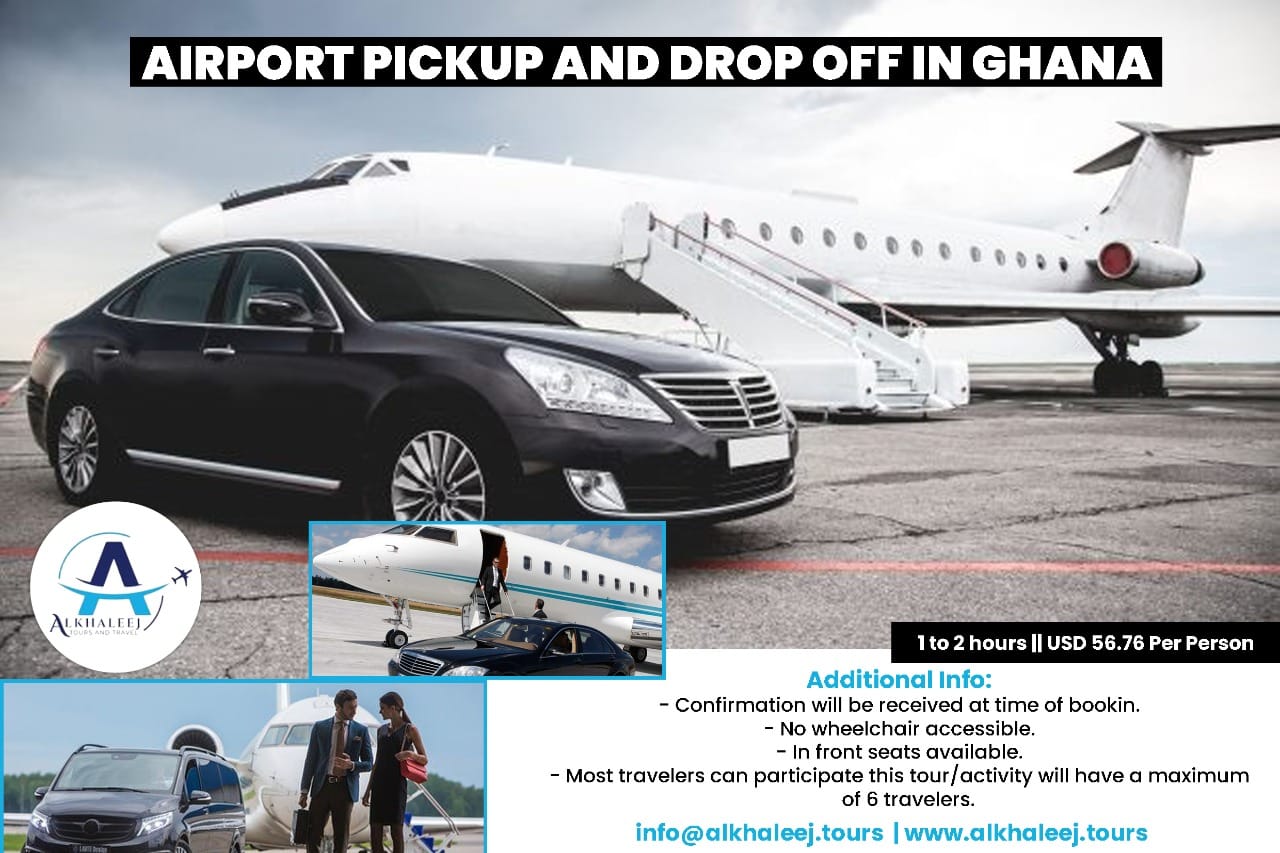 AIRPORT PICKUP AND DROP OFF IN GHANA
ALKHALEEJ
TOURS AND TRAVEL
1 to 2 hours || USD 56.76 Per Person
Additional Info:
- Confirmation will be received at time of bookin.
- No wheelchair accessible.
- In front seats available.
- Most travelers can participate this tour/activity will have a maximum
of 6 travelers.
info@alkhaleej.tours | www.alkhaleej.tours